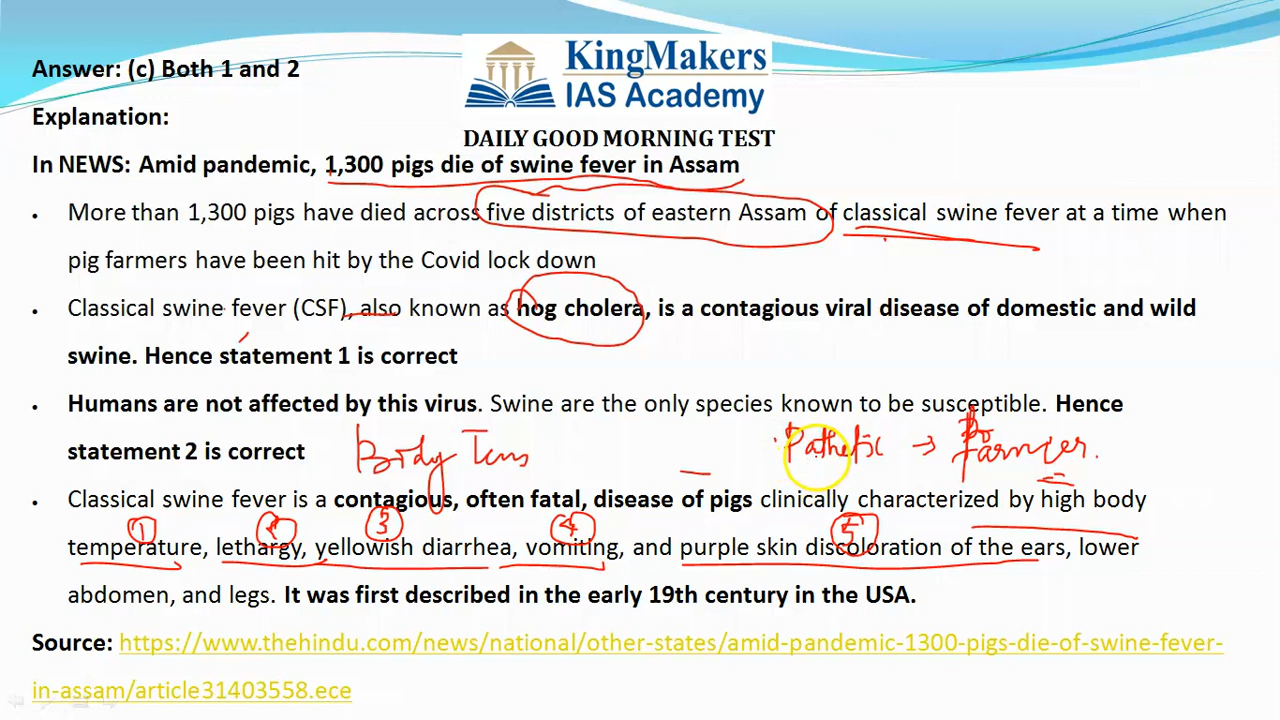 Answer: (c) Both 1 and 2
KingMakers
IAS Academy
Explanation:
DAILY GOOD MORNING TEST
In NEWS: Amid pandemic, 1,300 pigs die of swine fever in Assam
• More than 1,300 pigs have died across five districts of eastern Assam of classical swine fever at a time when
pig farmers have been hit by the Covid lock down
• Classical swine fever (CSF), also known as hog cholera, is a contagious viral disease of domestic and wild
swine. Hence statement 1 is correct
• Humans are not affected by this virus. Swine are the only species known to be susceptible. Hence
statement 2 is correct
Body Tem
Pathetic → Farmer.
• Classical swine fever is a contagious, often fatal, disease of pigs clinically characterized by high body
1 2 3 4 5
temperature, lethargy, yellowish diarrhea, vomiting, and purple skin discoloration of the ears, lower
abdomen, and legs. It was first described in the early 19th century in the USA.
Source: https://www.thehindu.com/news/national/other-states/amid-pandemic-1300-pigs-die-of-swine-fever-
in-assam/article31403558.ece